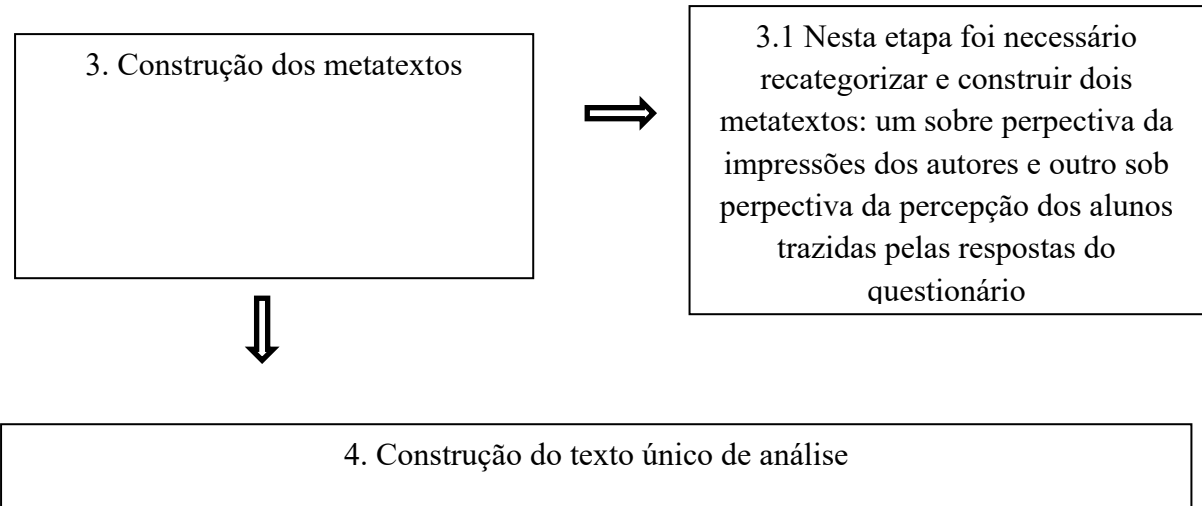 3. Construção dos metatextos
3.1 Nesta etapa foi necessário
recategorizar e construir dois
metatextos: um sobre perpectiva da
impressões dos autores e outro sob
perpectiva da percepção dos alunos
trazidas pelas respostas do
questionário
4. Construção do texto único de análise